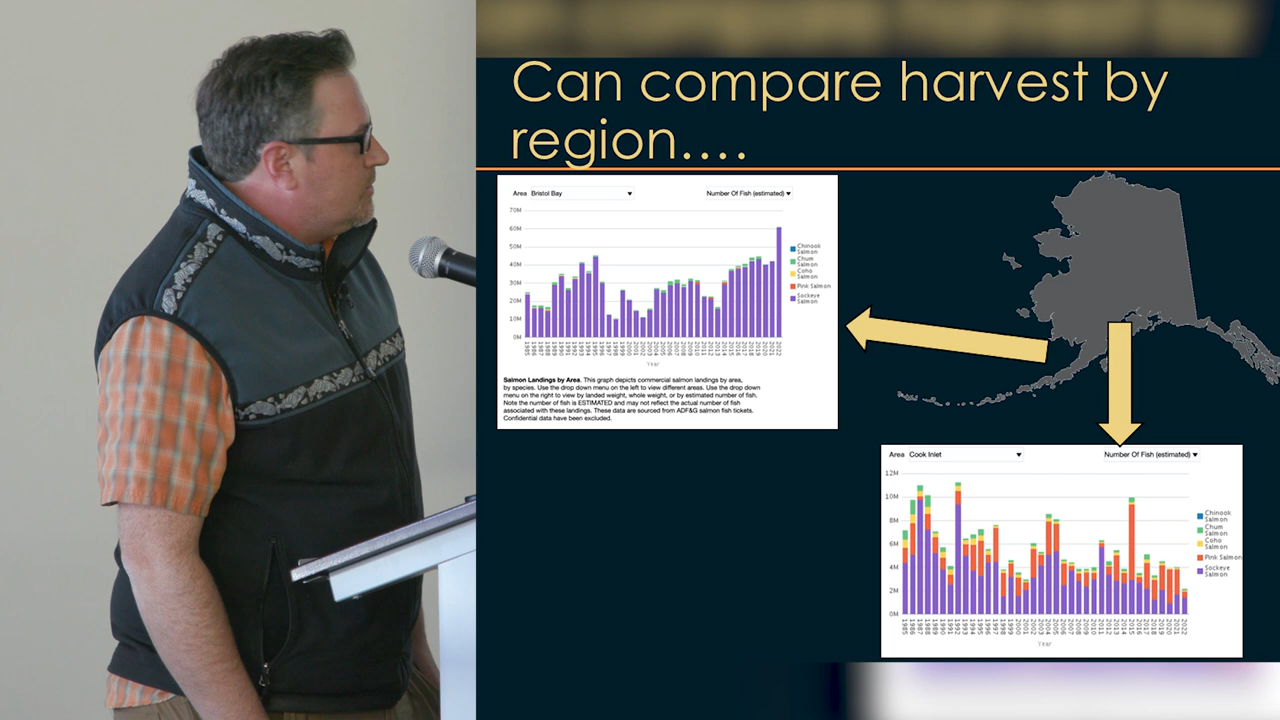 Can compare harvest by
region....
Area Bristol Bay
Number Of Fish (estimated)
70M
60M
50M
40M
30M
20M
10M
0M
Chinook
Salmon
Chum
Salmon
Coho
Salmon
Pink Salmon
Sockeye
Salmon
Year
Salmon Landings by Area. This graph depicts commercial salmon landings by area,
by species. Use the drop down menu on the left to view different areas. Use the drop down
menu on the right to view by landed weight, whole weight, or by estimated number of fish.
Note the number of fish is ESTIMATED and may not reflect the actual number of fish
associated with these landings. These data are sourced from ADF&G salmon fish tickets.
Confidential data have been excluded.
Area Cook Inlet
Number Of Fish (estimated)
12M
10M
8M
6M
4M
2M
0M
Chinook
Salmon
Chum
Salmon
Coho
Salmon
Pink Salmon
Sockeye
Salmon
Year